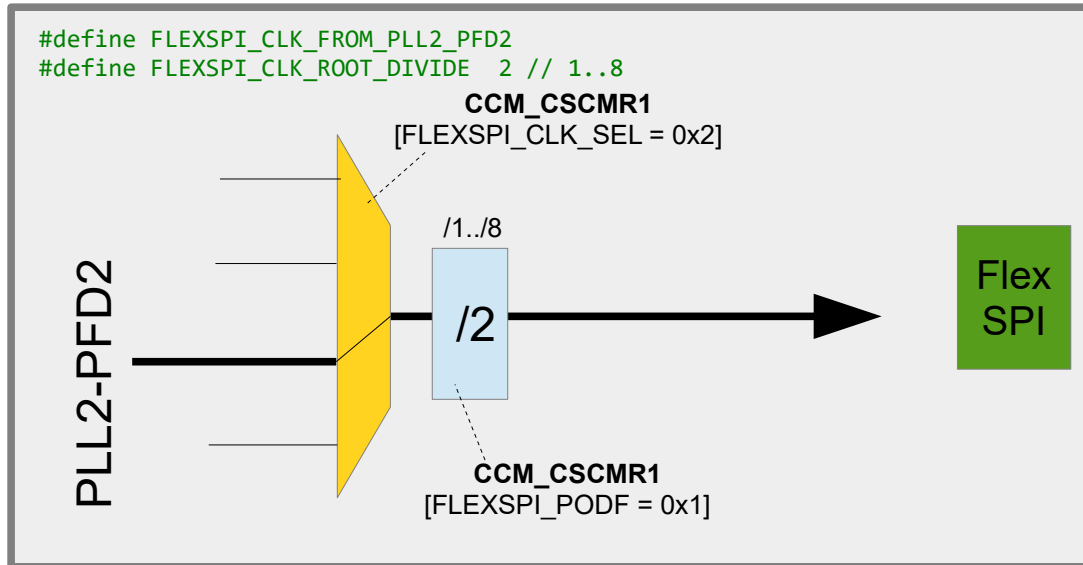 #define FLEXSPI_CLK_FROM_PLL2_PFD2
#define FLEXSPI_CLK_ROOT_DIVIDE  2 // 1..8
CCM_CSCMR1
[FLEXSPI_CLK_SEL = 0x2]
/1../8
PLL2-PFD2
/2
Flex
SPI
CCM_CSCMR1
[FLEXSPI_PODF = 0x1]